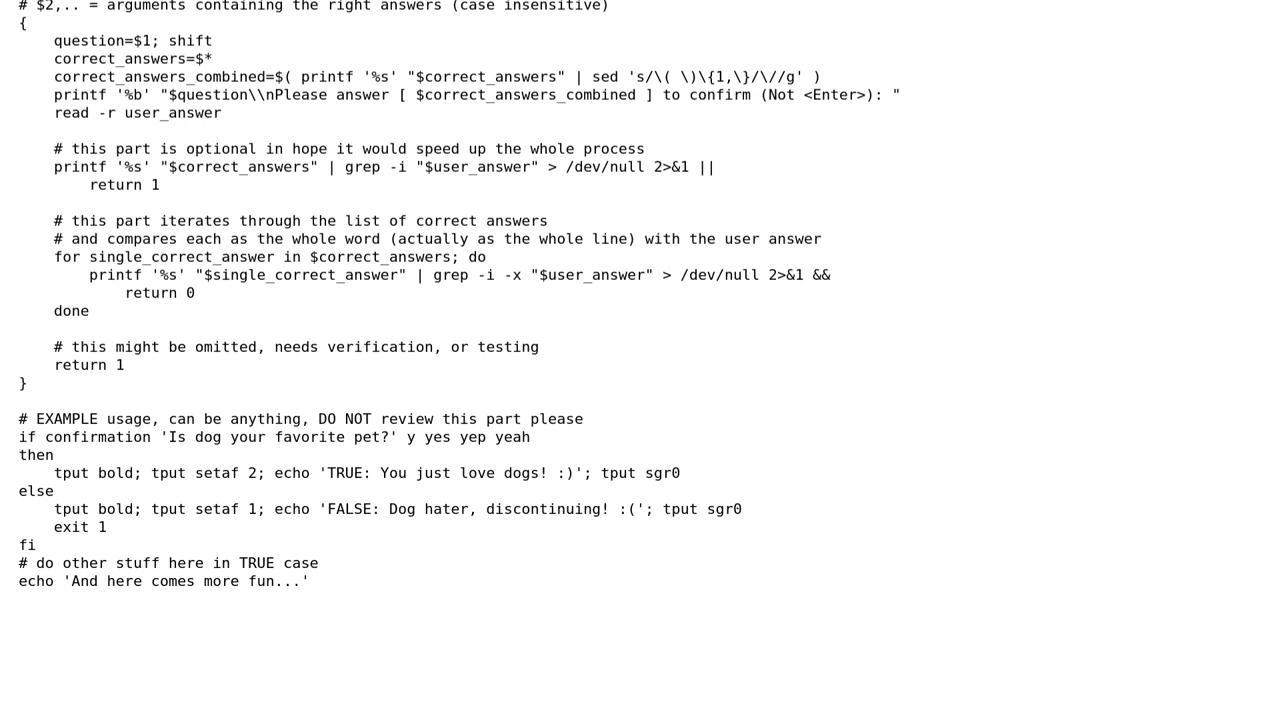 # $2,.. = arguments containing the right answers (case insensitive)
{
    question=$1; shift
    correct_answers=$*
    correct_answers_combined=$( printf '%s' "$correct_answers" | sed 's/\( \)\{1,\}/\//g' )
    printf '%b' "$question\\nPlease answer [ $correct_answers_combined ] to confirm (Not <Enter>): "
    read -r user_answer

    # this part is optional in hope it would speed up the whole process
    printf '%s' "$correct_answers" | grep -i "$user_answer" > /dev/null 2>&1 ||
        return 1

    # this part iterates through the list of correct answers
    # and compares each as the whole word (actually as the whole line) with the user answer
    for single_correct_answer in $correct_answers; do
        printf '%s' "$single_correct_answer" | grep -i -x "$user_answer" > /dev/null 2>&1 &&
            return 0
    done

    # this might be omitted, needs verification, or testing
    return 1
}

# EXAMPLE usage, can be anything, DO NOT review this part please
if confirmation 'Is dog your favorite pet?' y yes yep yeah
then
    tput bold; tput setaf 2; echo 'TRUE: You just love dogs! :)'; tput sgr0
else
    tput bold; tput setaf 1; echo 'FALSE: Dog hater, discontinuing! :('; tput sgr0
    exit 1
fi
# do other stuff here in TRUE case
echo 'And here comes more fun...'